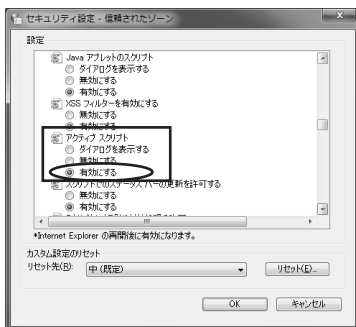 セキュリティ設定 - 信頼されたゾーン
設定
Java アプレットのスクリプト
ダイアログを表示する
無効にする
有効にする
XSS フィルターを有効にする
無効にする
有効にする
アクティブ スクリプト
ダイアログを表示する
無効にする
有効にする
スクリプトでのステータス バーの更新を許可する
無効にする
有効にする
*Internet Explorer の再開後に有効になります。
カスタム設定のリセット
リセット先(R):
中 (既定)
リセット(E)...
OK
キャンセル